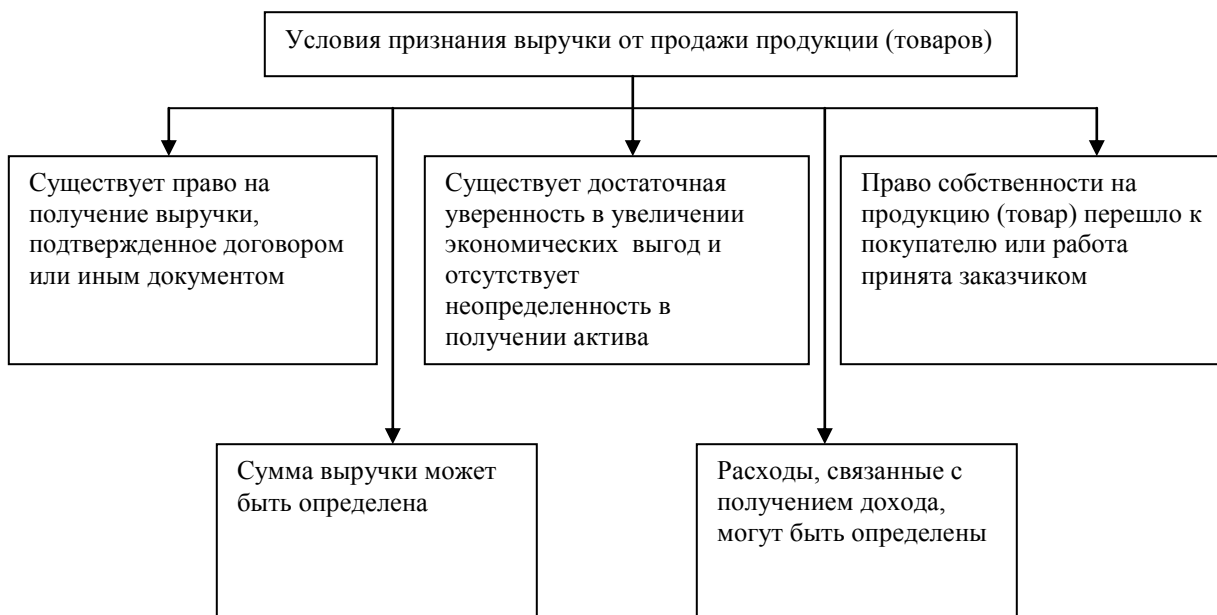 Условия признания выручки от продажи продукции (товаров)
Существует право на
получение выручки,
подтвержденное договором
или иным документом
Существует достаточная
уверенность в увеличении
экономических выгод и
отсутствует
неопределенность в
получении актива
Право собственности на
продукцию (товар) перешло к
покупателю или работа
принята заказчиком
Сумма выручки может
быть определена
Расходы, связанные с
получением дохода,
могут быть определены